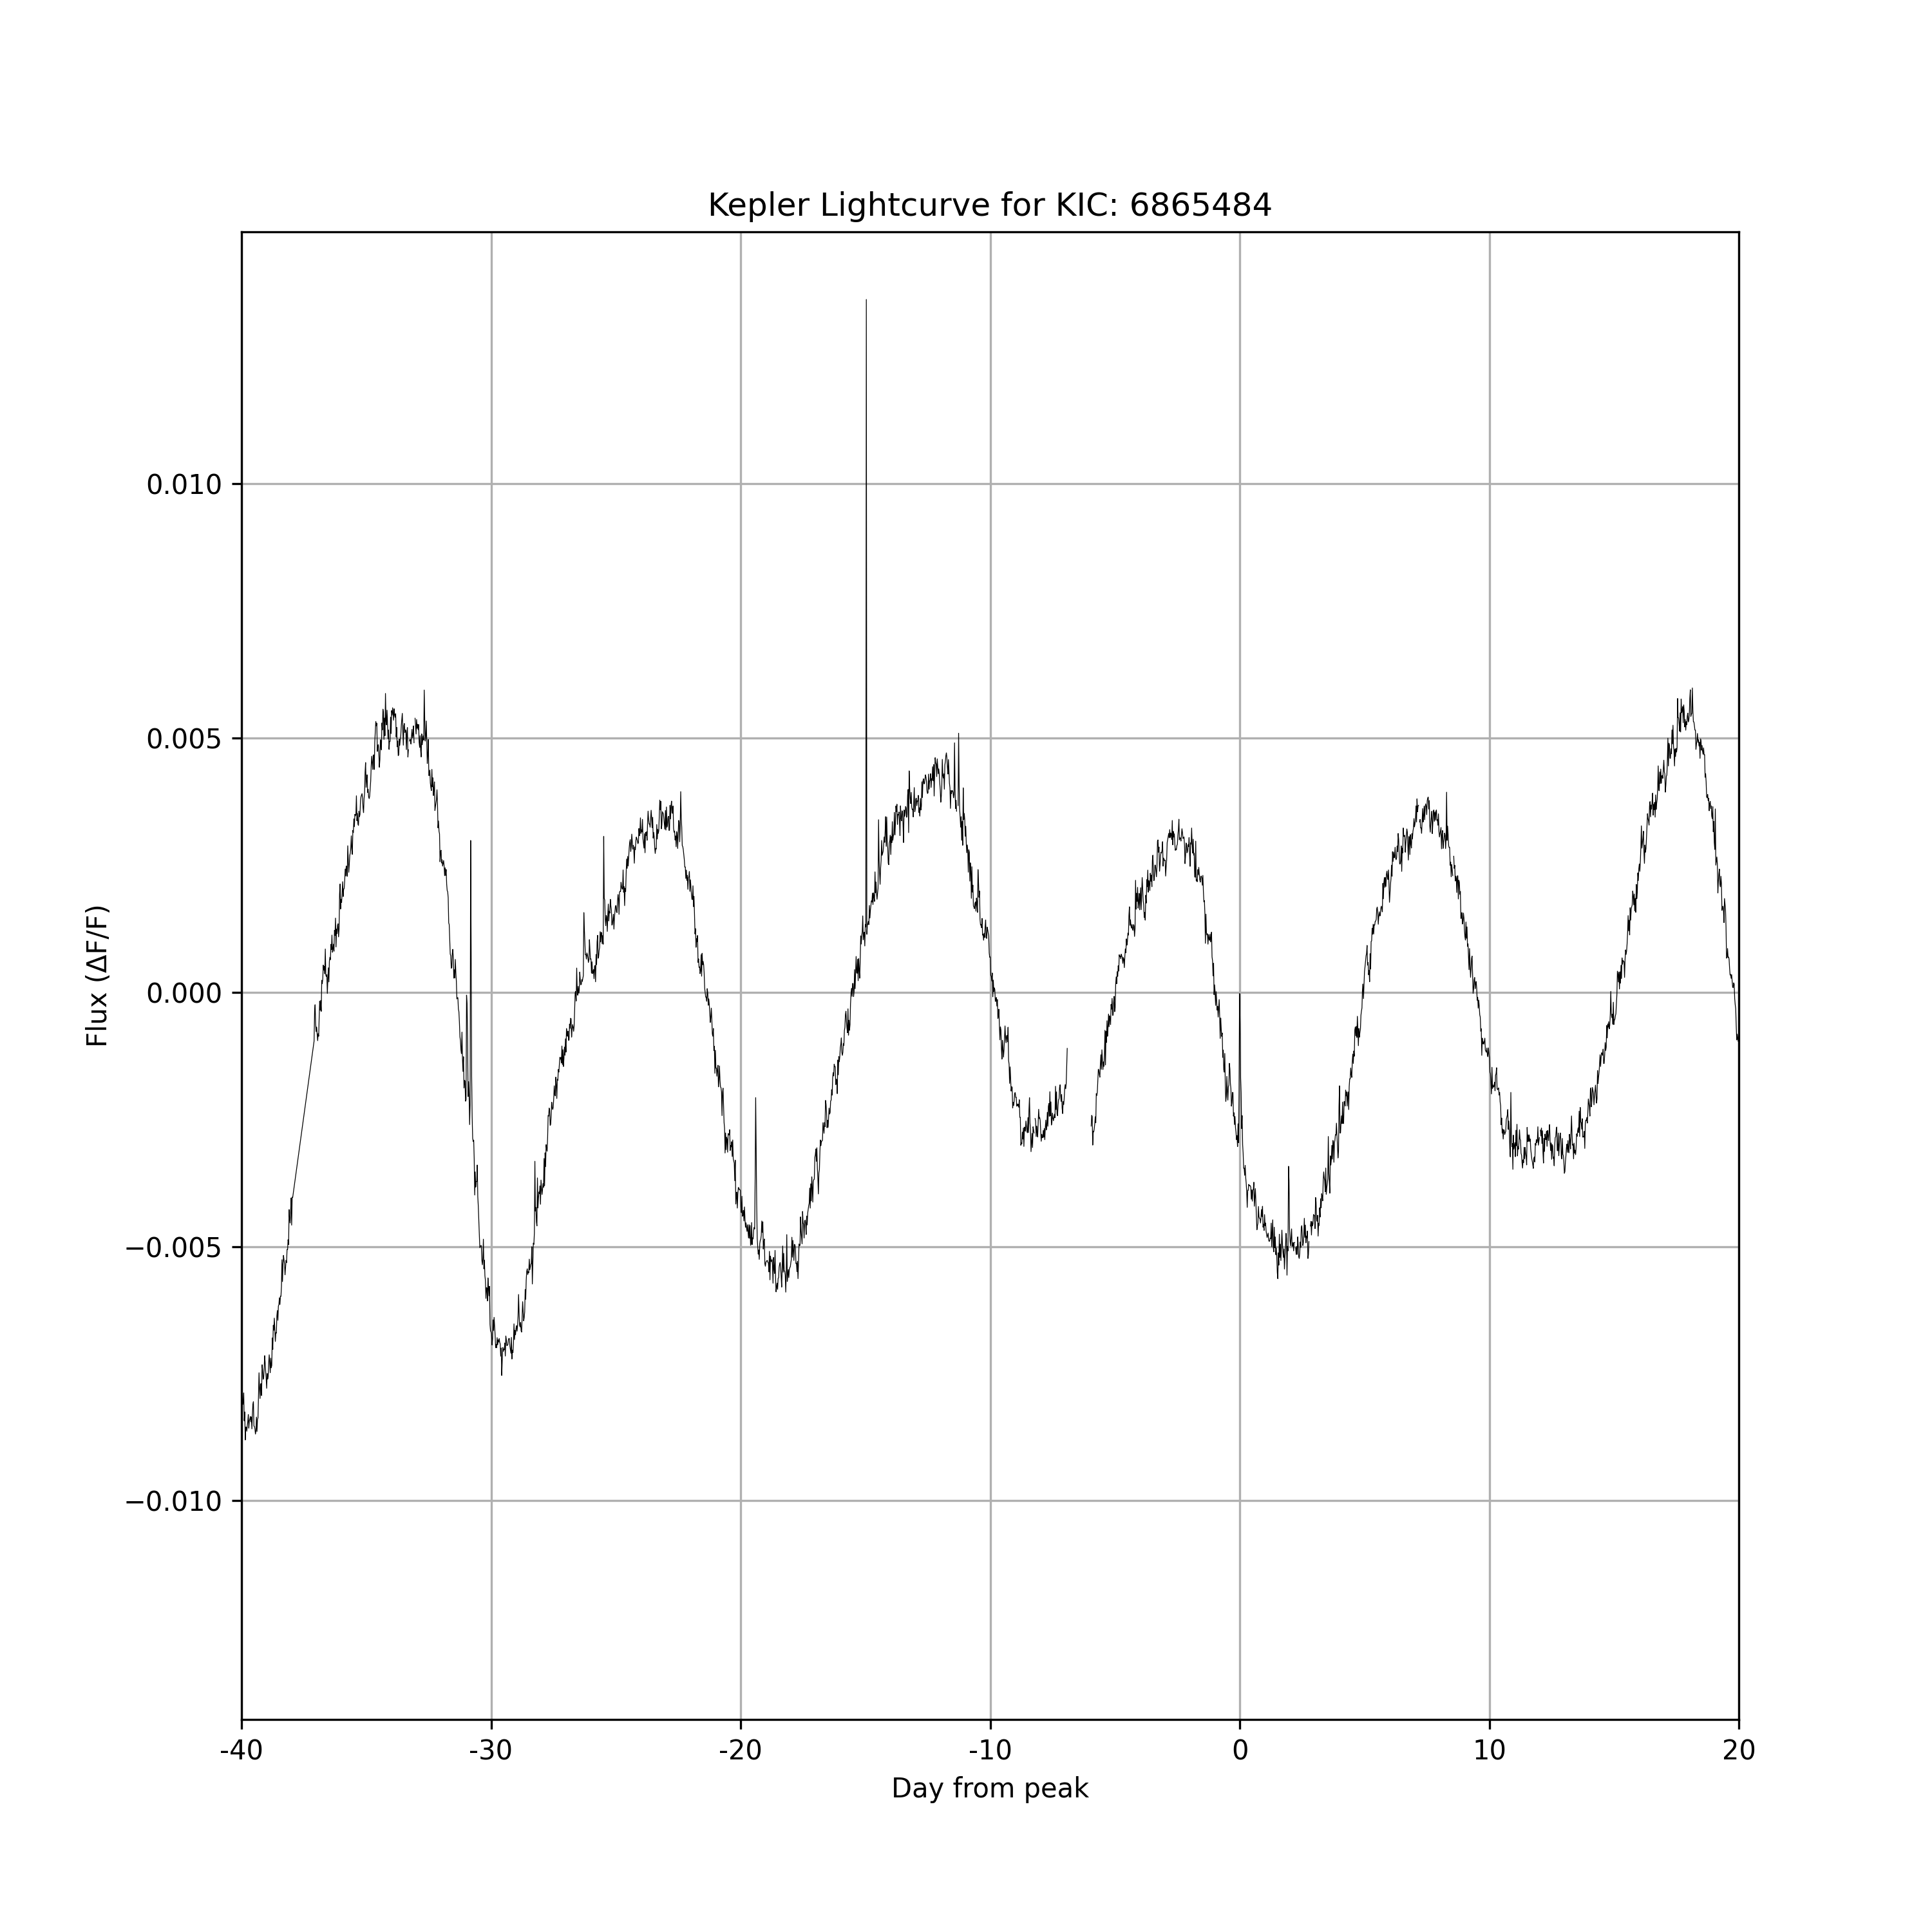 Kepler Lightcurve for KIC: 6865484
Flux (ΔF/F)
0.010
0.005
0.000
−0.005
−0.010
-40 -30 -20 -10 0 10 20
Day from peak